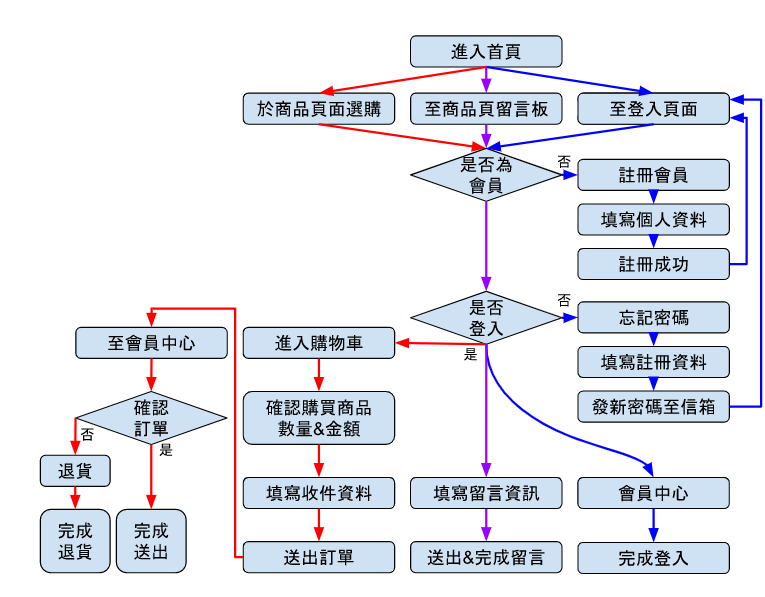 進入首頁
於商品頁面選購
至商品頁留言板
至登入頁面
是否為
會員
否
註冊會員
填寫個人資料
註冊成功
是否
登入
否
是
忘記密碼
填寫註冊資料
發新密碼至信箱
至會員中心
進入購物車
確認
訂單
否
是
確認購買商品
數量&金額
退貨
填寫收件資料
填寫留言資訊
會員中心
完成
退貨
完成
送出
送出訂單
送出&完成留言
完成登入